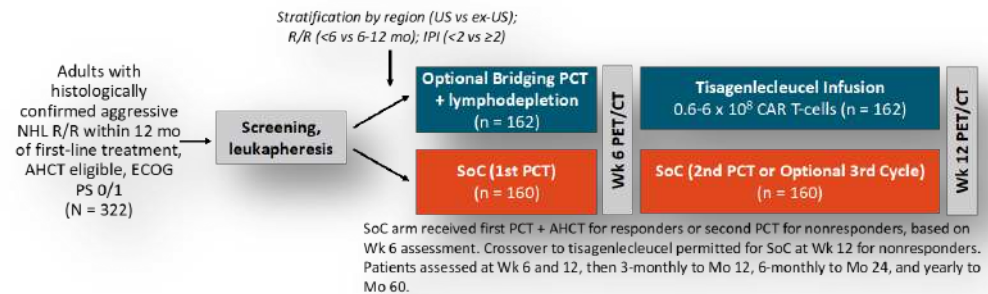 Stratification by region (US vs ex-US);
R/R (<6 vs 6-12 mo); IPI (<2 vs ≥2)
Adults with
histologically
confirmed aggressive
NHL R/R within 12 mo
of first-line treatment,
AHCT eligible, ECOG
PS 0/1
(N = 322)
Screening,
leukapheresis
Optional Bridging PCT
+ lymphodepletion
(n = 162)
SoC (1st PCT)
(n = 160)
Wk 6 PET/CT
Tisagenlecleucel Infusion
0.6-6 x 10⁸ CAR T-cells (n = 162)
SoC (2nd PCT or Optional 3rd Cycle)
(n = 160)
Wk 12 PET/CT
SoC arm received first PCT + AHCT for responders or second PCT for nonresponders, based on
Wk 6 assessment. Crossover to tisagenlecleucel permitted for SoC at Wk 12 for nonresponders.
Patients assessed at Wk 6 and 12, then 3-monthly to Mo 12, 6-monthly to Mo 24, and yearly to
Mo 60.